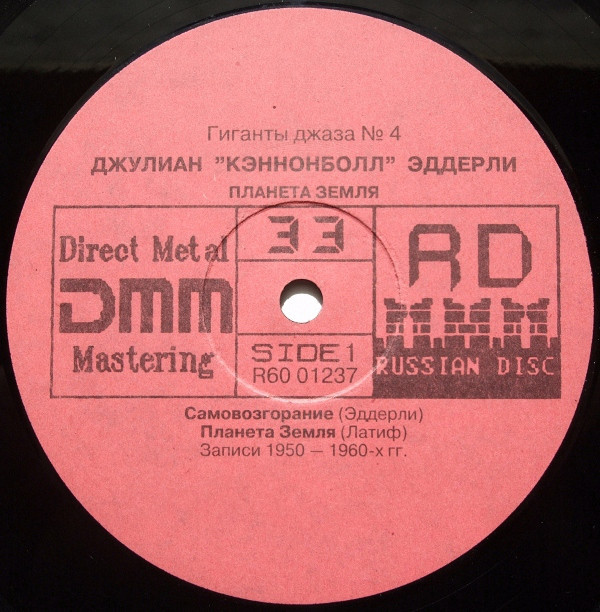 Гиганты джаза № 4
ДЖУЛИАН "КЭННОНБОЛЛ" ЭДДЕРЛИ
ПЛАНЕТА ЗЕМЛЯ
Direct Metal
DMM
Mastering
33
SIDE 1
R60 01237
RD
RUSSIAN DISC
Самовозгорание (Эддерли)
Планета Земля (Латиф)
Записи 1950 — 1960-х гг.